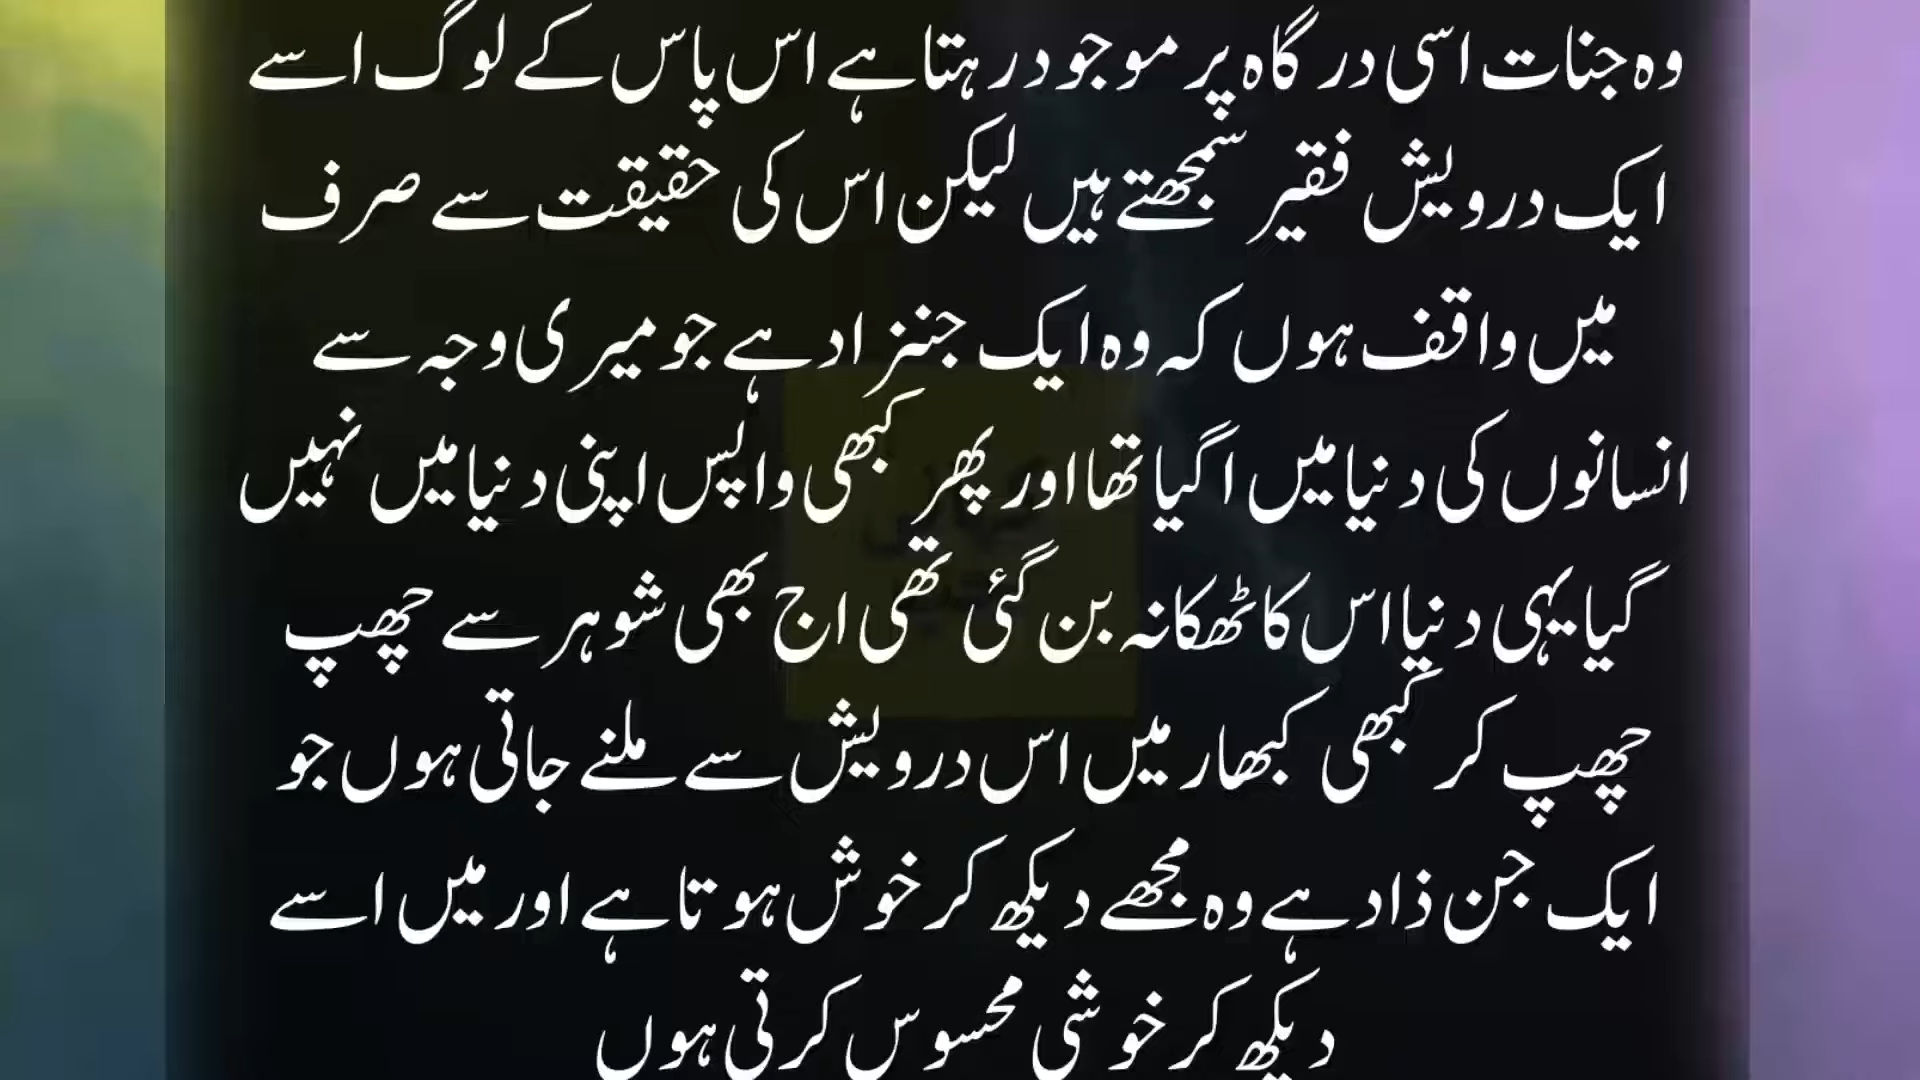 وہ جنات اسی در گاہ پر موجود رہتا ہے اس پاس کے لوگ اسے
ایک درویش فقیر سمجھتے ہیں لیکن اس کی حقیقت سے صرف
میں واقف ہوں کہ وہ ایک جنزاد ہے جو میری وجہ سے
انسانوں کی دنیا میں اگیا تھا اور پھر کبھی واپس اپنی دنیا میں نہیں
گیا یہی دنیا اس کا ٹھکانہ بن گئی تھی اج بھی شوہر سے چھپ
چھپ کر کبھی کبھار میں اس درویش سے ملنے جاتی ہوں جو
ایک جن ذاد ہے وہ مجھے دیکھ کر خوش ہوتا ہے اور میں اسے
دیکھ کر خوشی محسوس کرتی ہوں